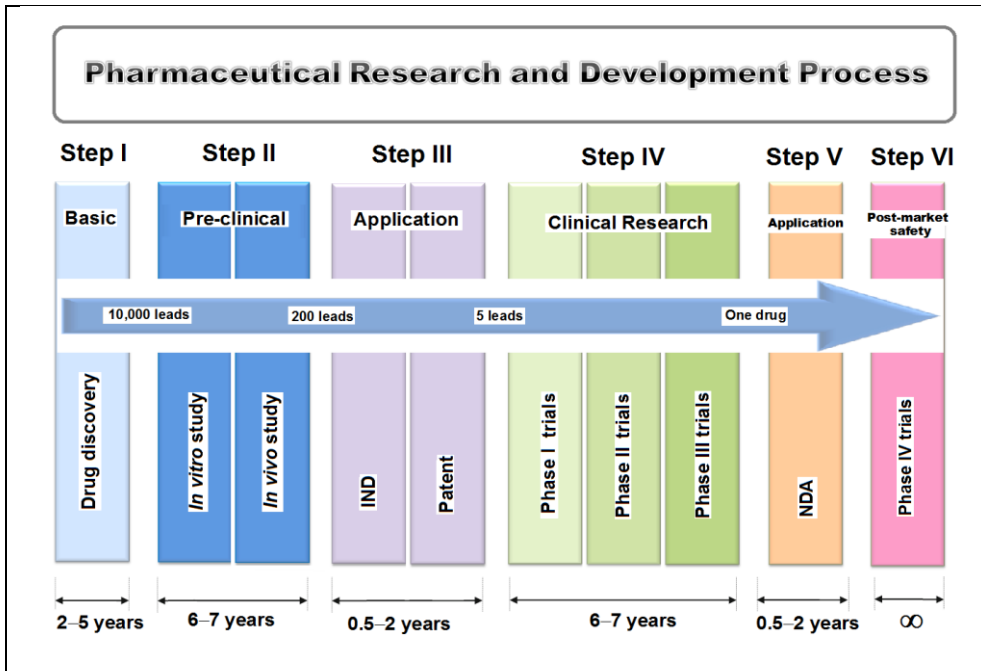 Pharmaceutical Research and Development Process
Step I
Step II
Step III
Step IV
Step V
Step VI
Basic
Pre-clinical
Application
Clinical Research
Application
Post-market
safety
10,000 leads
200 leads
5 leads
One drug
Drug discovery
In vitro study
In vivo study
IND
Patent
Phase I trials
Phase II trials
Phase III trials
NDA
Phase IV trials
2–5 years
6–7 years
0.5–2 years
6–7 years
0.5–2 years
∞